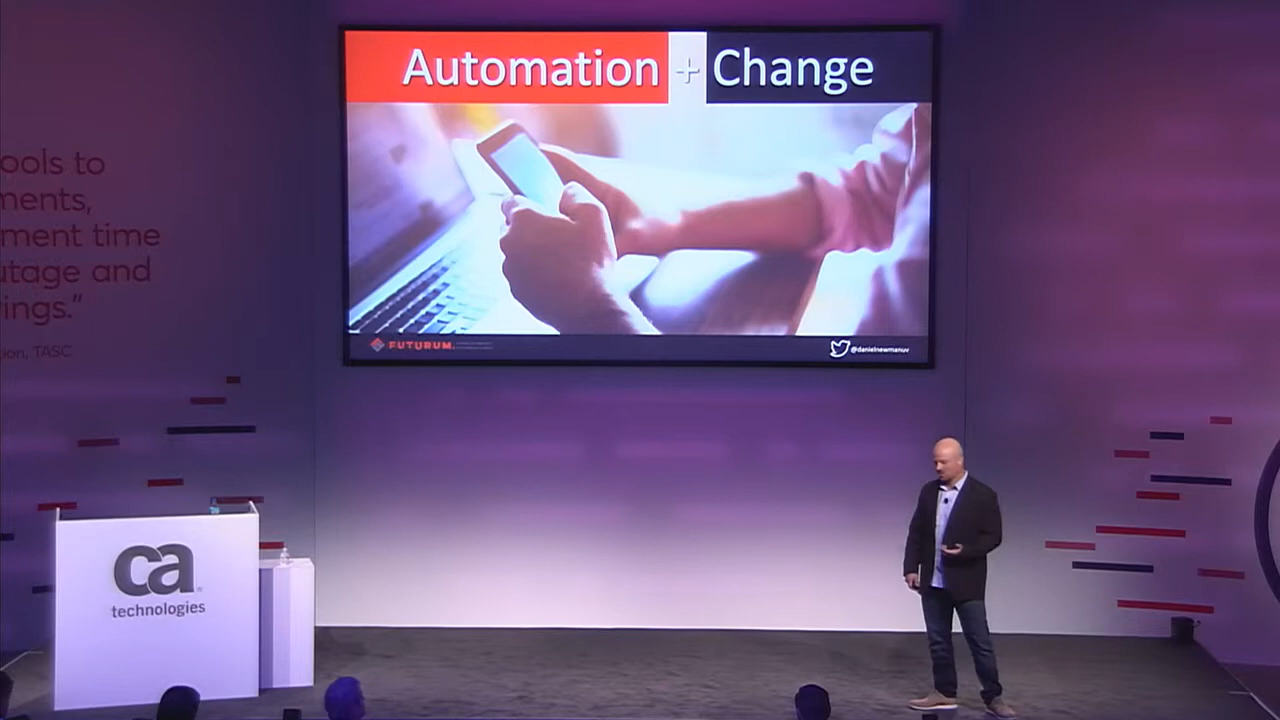 Automation + Change
ools to
ments,
ment time
utage and
ings.”
ion, TASC
FUTURUM
@danielnewmanuv
ca
technologies